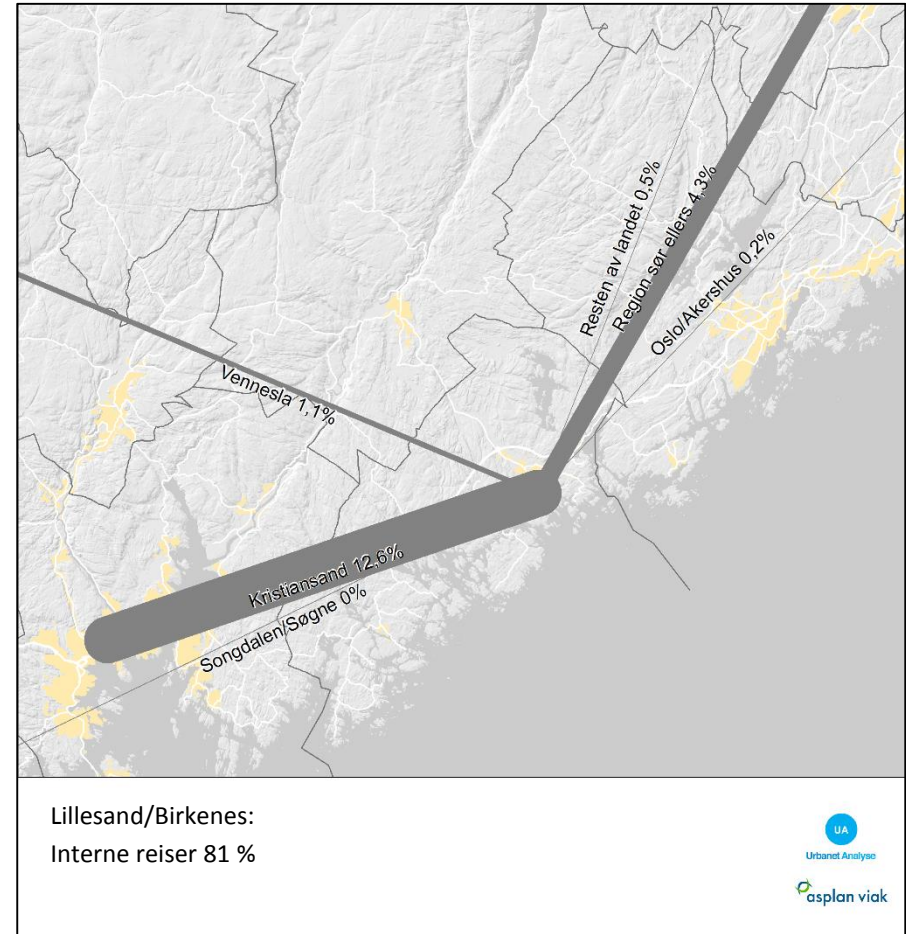 Resten av landet 0,5%
Region sør ellers 4,3%
Oslo/Akershus 0,2%
Vennesla 1,1%
Kristiansand 12,6%
Songdalen/Søgne 0%
Lillesand/Birkenes:
Interne reiser 81 %
UA
Urbanet Analyse
asplan viak